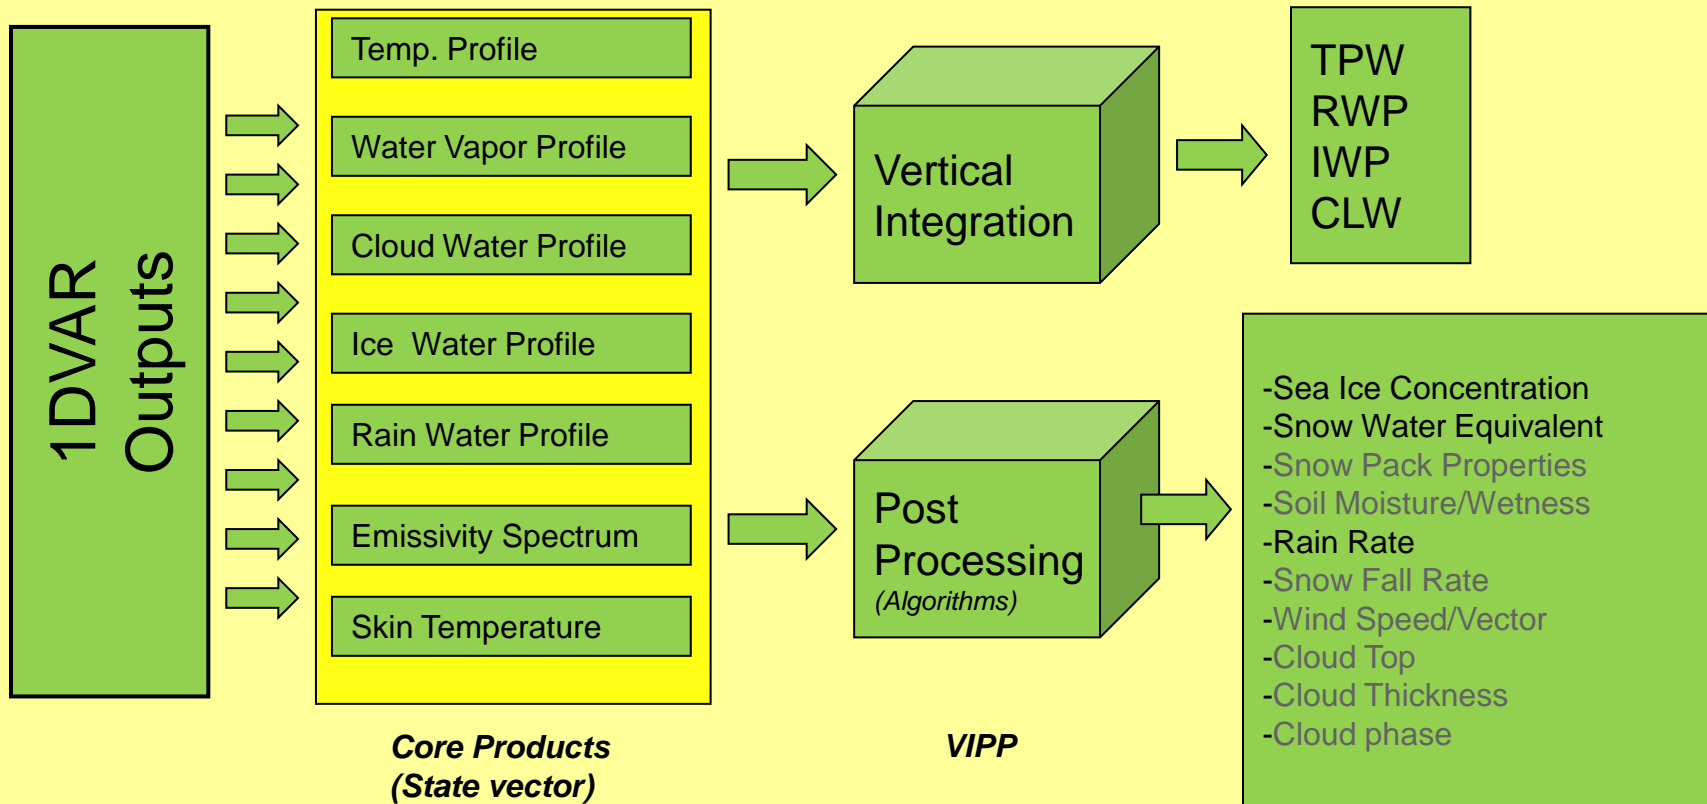 1DVAR
Outputs
Temp. Profile
Water Vapor Profile
Cloud Water Profile
Ice  Water Profile
Rain Water Profile
Emissivity Spectrum
Skin Temperature
Core Products
(State vector)
Vertical
Integration
Post
Processing
(Algorithms)
VIPP
TPW
RWP
IWP
CLW
-Sea Ice Concentration
-Snow Water Equivalent
-Snow Pack Properties
-Soil Moisture/Wetness
-Rain Rate
-Snow Fall Rate
-Wind Speed/Vector
-Cloud Top
-Cloud Thickness
-Cloud phase